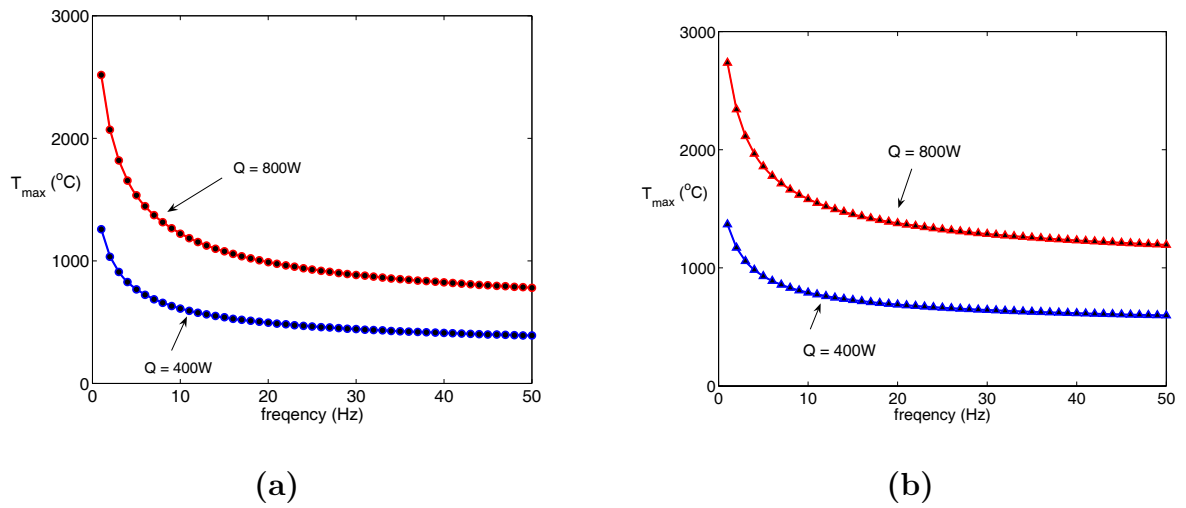 3000
2000
1000
0
T_max (°C)
Q = 800W
Q = 400W
0 10 20 30 40 50
freqency (Hz)
(a)
3000
2000
1000
0
T_max (°C)
Q = 800W
Q = 400W
0 10 20 30 40 50
freqency (Hz)
(b)